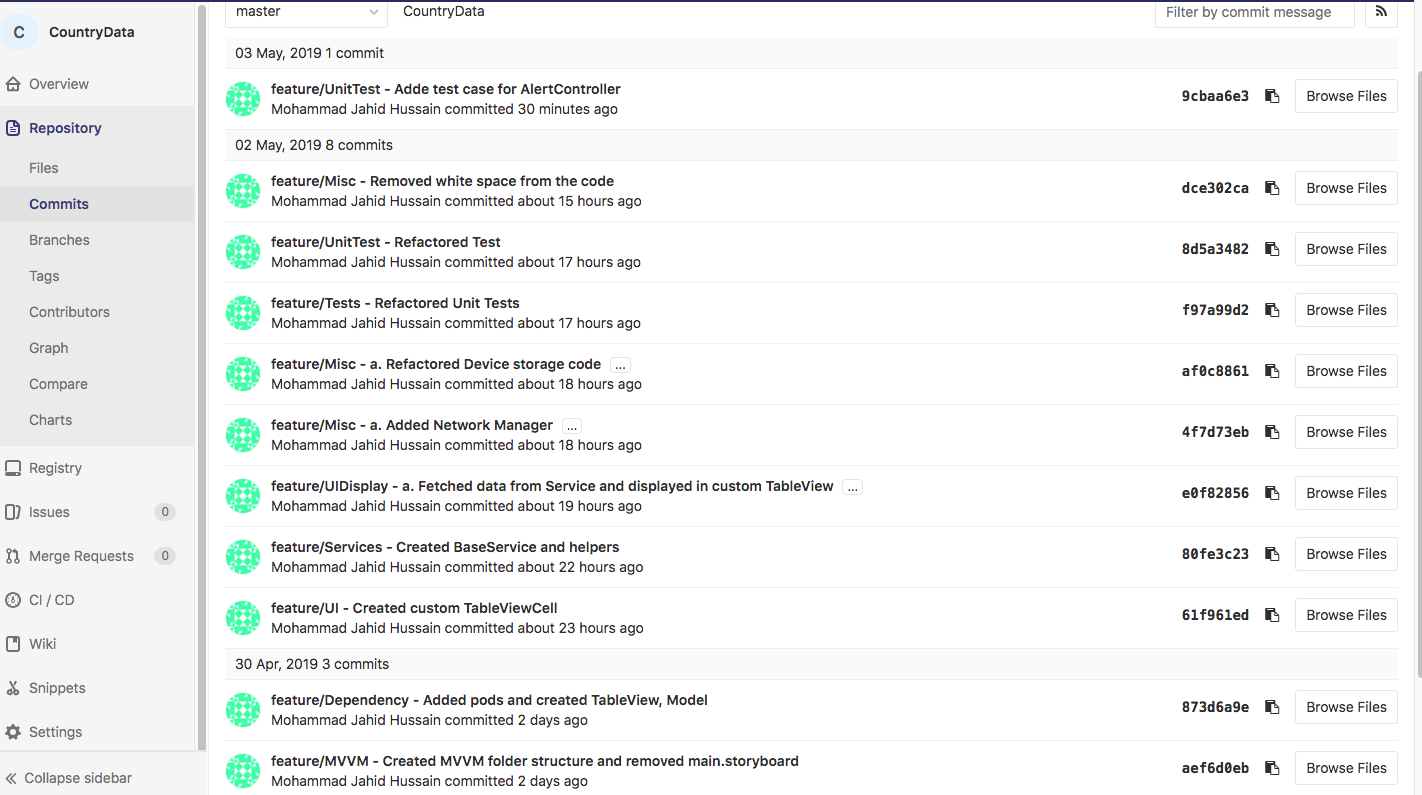 C CountryData
Overview
Repository
Files
Commits
Branches
Tags
Contributors
Graph
Compare
Charts
Registry
Issues 0
Merge Requests 0
CI / CD
Wiki
Snippets
Settings
Collapse sidebar
master CountryData Filter by commit message
03 May, 2019 1 commit
feature/UnitTest - Adde test case for AlertController
Mohammad Jahid Hussain committed 30 minutes ago
9cbaa6e3 Browse Files
02 May, 2019 8 commits
feature/Misc - Removed white space from the code
Mohammad Jahid Hussain committed about 15 hours ago
dce302ca Browse Files
feature/UnitTest - Refactored Test
Mohammad Jahid Hussain committed about 17 hours ago
8d5a3482 Browse Files
feature/Tests - Refactored Unit Tests
Mohammad Jahid Hussain committed about 17 hours ago
f97a99d2 Browse Files
feature/Misc - a. Refactored Device storage code ...
Mohammad Jahid Hussain committed about 18 hours ago
af0c8861 Browse Files
feature/Misc - a. Added Network Manager ...
Mohammad Jahid Hussain committed about 18 hours ago
4f7d73eb Browse Files
feature/UIDisplay - a. Fetched data from Service and displayed in custom TableView ...
Mohammad Jahid Hussain committed about 19 hours ago
e0f82856 Browse Files
feature/Services - Created BaseService and helpers
Mohammad Jahid Hussain committed about 22 hours ago
80fe3c23 Browse Files
feature/UI - Created custom TableViewCell
Mohammad Jahid Hussain committed about 23 hours ago
61f961ed Browse Files
30 Apr, 2019 3 commits
feature/Dependency - Added pods and created TableView, Model
Mohammad Jahid Hussain committed 2 days ago
873d6a9e Browse Files
feature/MVVM - Created MVVM folder structure and removed main.storyboard
Mohammad Jahid Hussain committed 2 days ago
aef6d0eb Browse Files